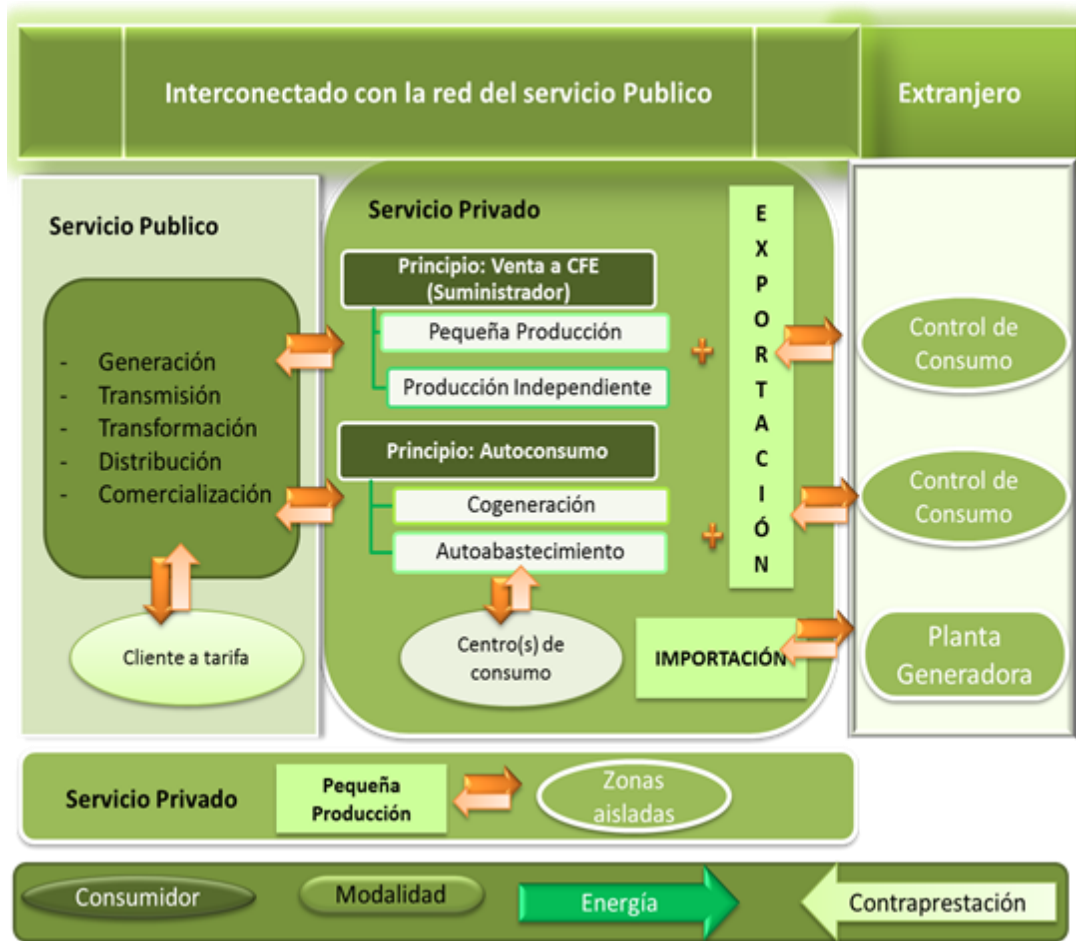 Interconectado con la red del servicio Publico
Extranjero
Servicio Publico
- Generación
- Transmisión
- Transformación
- Distribución
- Comercialización
Cliente a tarifa
Servicio Privado
Principio: Venta a CFE
(Suministrador)
Pequeña Producción
Producción Independiente
Principio: Autoconsumo
Cogeneración
Autoabastecimiento
Centro(s) de
consumo
EXPORTACIÓN
IMPORTACIÓN
Control de
Consumo
Control de
Consumo
Planta
Generadora
Servicio Privado
Pequeña
Producción
Zonas
aisladas
Consumidor
Modalidad
Energía
Contraprestación